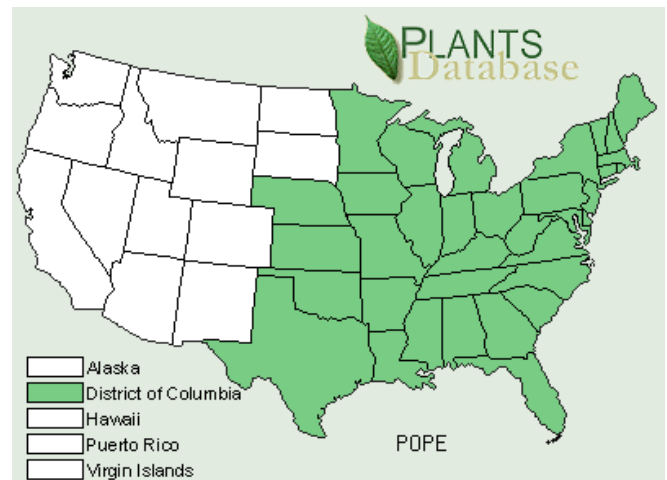 PLANTS
Database
Alaska
District of Columbia
Hawaii
Puerto Rico
Virgin Islands
POPE